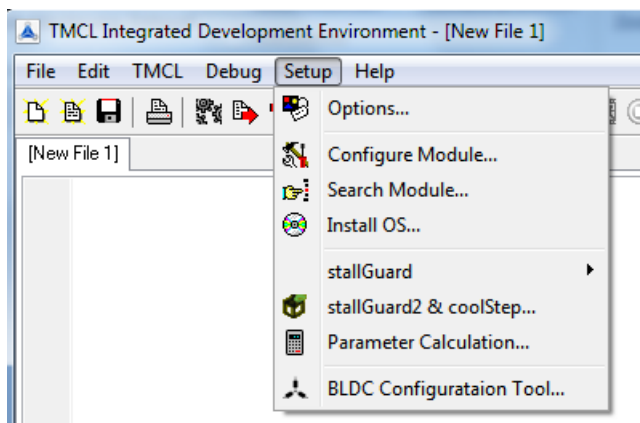 TMCL Integrated Development Environment - [New File 1]
File Edit TMCL Debug Setup Help
[New File 1]
Options...
Configure Module...
Search Module...
Install OS...
stallGuard
stallGuard2 & coolStep...
Parameter Calculation...
BLDC Configurataion Tool...